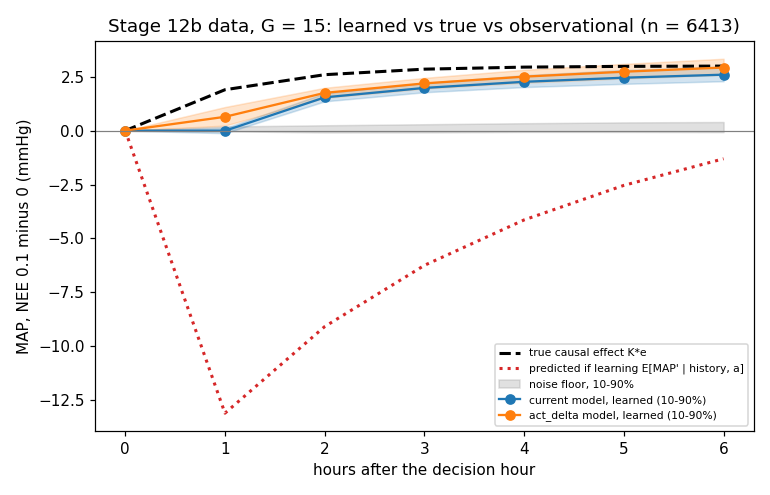 Stage 12b data, G = 15: learned vs true vs observational (n = 6413)
MAP, NEE 0.1 minus 0 (mmHg)
2.5
0.0
−2.5
−5.0
−7.5
−10.0
−12.5
true causal effect K*e
predicted if learning E[MAP' | history, a]
noise floor, 10-90%
current model, learned (10-90%)
act_delta model, learned (10-90%)
0 1 2 3 4 5 6
hours after the decision hour